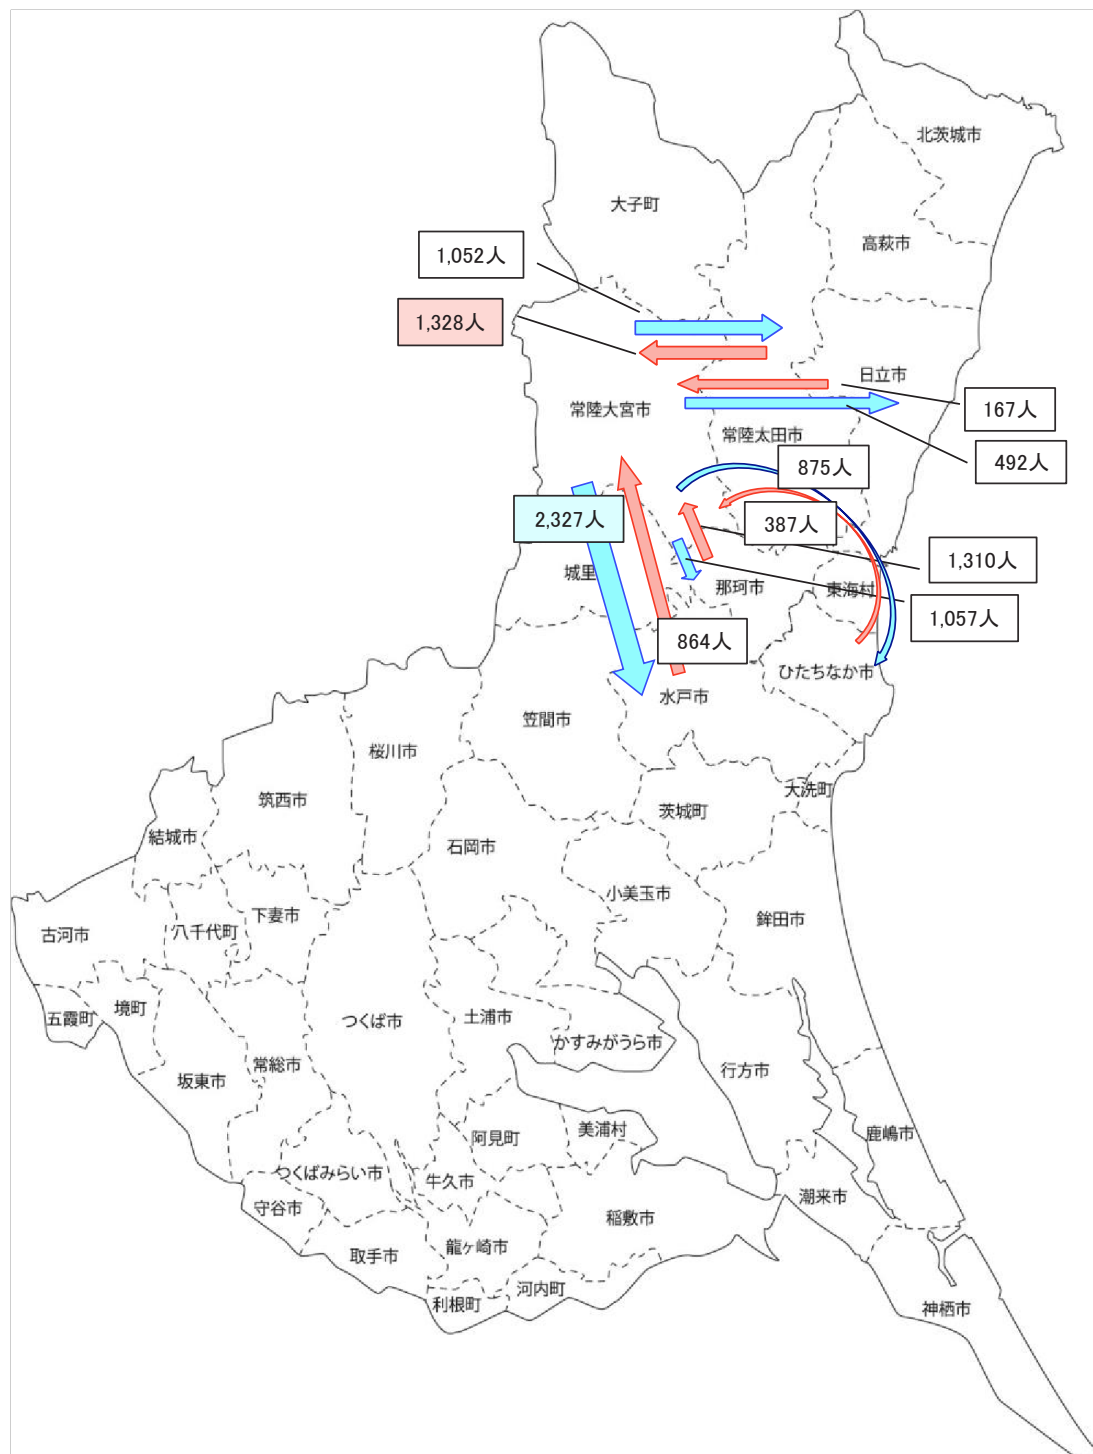 北茨城市
大子町
高萩市
1,052人
1,328人
日立市
167人
常陸大宮市
常陸太田市
492人
875人
2,327人
387人
1,310人
城里
那珂市
東海村
1,057人
864人
ひたちなか市
水戸市
笠間市
桜川市
大洗町
筑西市
茨城町
結城市
石岡市
小美玉市
下妻市
鉾田市
古河市
八千代町
境町
五霞町
つくば市
土浦市
かすみがうら市
常総市
行方市
坂東市
阿見町
美浦村
鹿嶋市
つくばみらい市
牛久市
潮来市
守谷市
稲敷市
取手市
龍ヶ崎市
河内町
利根町
神栖市